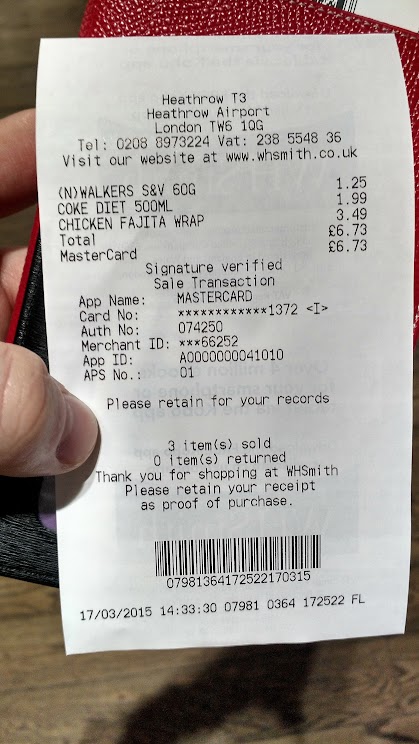 Heathrow T3
Heathrow Airport
London TW6 1QG
Tel: 0208 8973224 Vat: 238 5548 36
Visit our website at www.whsmith.co.uk
(N)WALKERS S&V 60G 1.25
COKE DIET 500ML 1.99
CHICKEN FAJITA WRAP 3.49
Total £6.73
MasterCard £6.73
Signature verified
Sale Transaction
App Name: MASTERCARD
Card No: ************1372 <I>
Auth No: 074250
Merchant ID: ***66252
App ID: A0000000041010
APS No.: 01
Please retain for your records
3 item(s) sold
0 item(s) returned
Thank you for shopping at WHSmith
Please retain your receipt
as proof of purchase.
07981364172522170315
17/03/2015 14:33:30 07981 0364 172522 FL